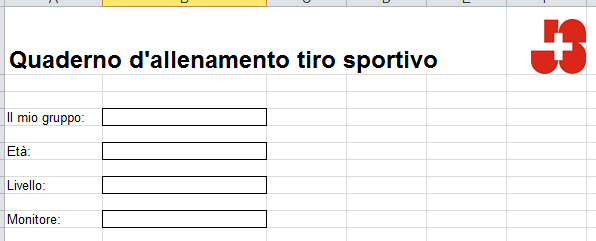 Quaderno d'allenamento tiro sportivo
Il mio gruppo:
Età:
Livello:
Monitore: